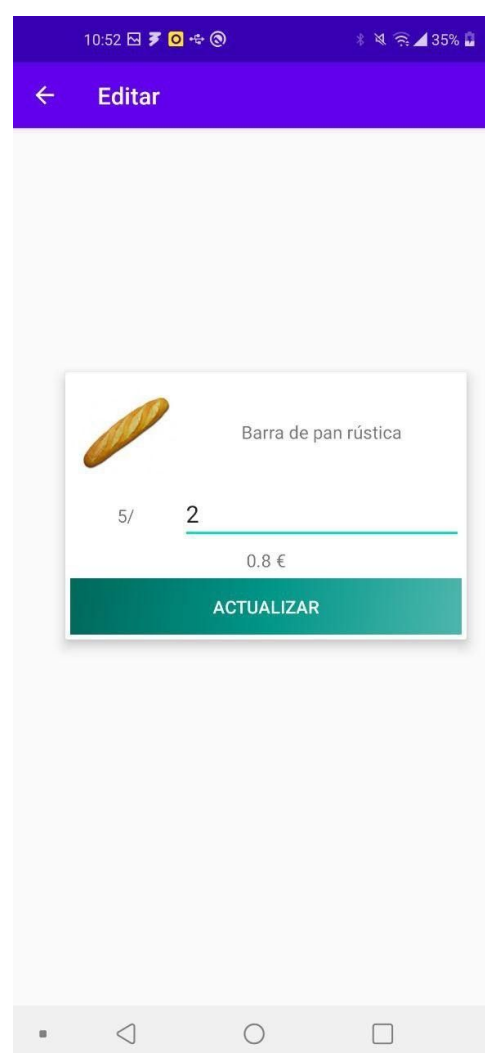 10:52 35%
Editar
Barra de pan rústica
5/ 2
0.8 €
ACTUALIZAR